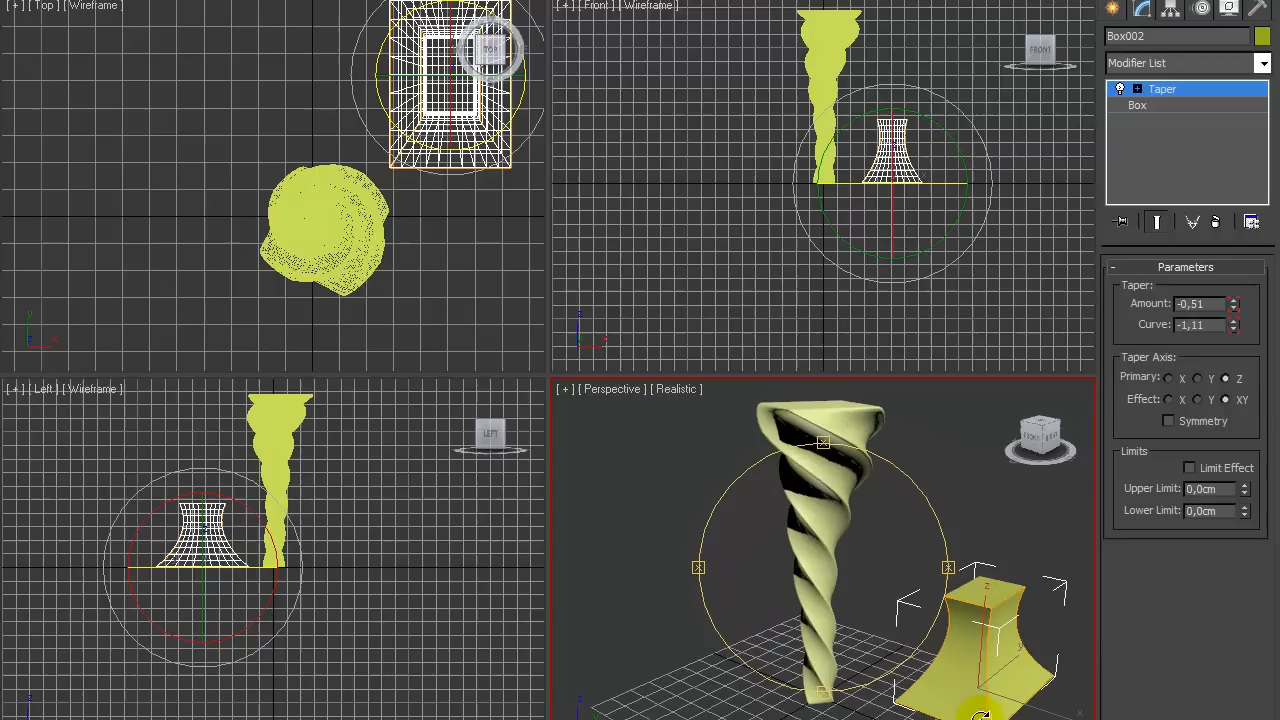 [ + ] [ Top ] [ Wireframe ]
TOP
[ + ] [ Front ] [ Wireframe ]
FRONT
Box002
Modifier List
Taper
Box
Parameters
Taper:
Amount: -0,51
Curve: -1,11
Taper Axis:
Primary: X Y Z
Effect: X Y XY
Symmetry
Limits
Limit Effect
Upper Limit: 0,0cm
Lower Limit: 0,0cm
y
x
z
x
[ + ] [ Left ] [ Wireframe ]
LEFT
z
[ + ] [ Perspective ] [ Realistic ]
FRONT
z
y
x
z